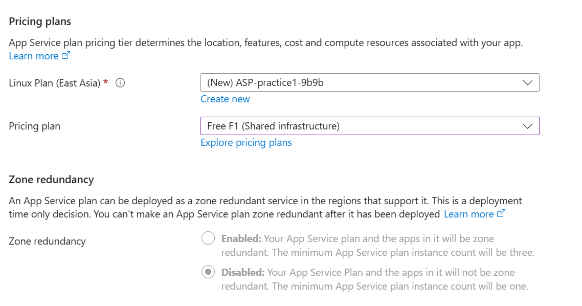 Pricing plans
App Service plan pricing tier determines the location, features, cost and compute resources associated with your app.
Learn more
Linux Plan (East Asia) *
(New) ASP-practice1-9b9b
Create new
Pricing plan
Free F1 (Shared infrastructure)
Explore pricing plans
Zone redundancy
An App Service plan can be deployed as a zone redundant service in the regions that support it. This is a deployment
time only decision. You can't make an App Service plan zone redundant after it has been deployed Learn more
Zone redundancy
Enabled: Your App Service plan and the apps in it will be zone
redundant. The minimum App Service plan instance count will be three.
Disabled: Your App Service Plan and the apps in it will not be zone
redundant. The minimum App Service plan instance count will be one.